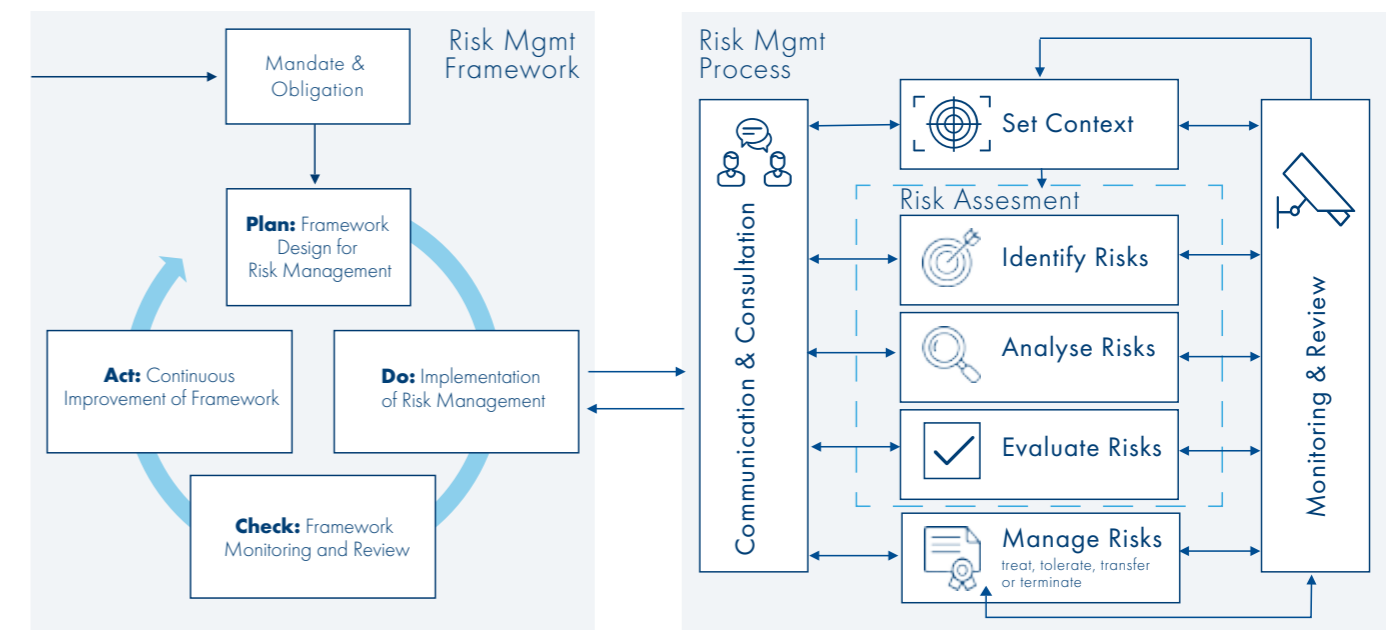 Risk Mgmt
Framework
Mandate &
Obligation
Plan: Framework
Design for
Risk Management
Act: Continuous
Improvement of Framework
Do: Implementation
of Risk Management
Check: Framework
Monitoring and Review
Risk Mgmt
Process
Communication & Consultation
Set Context
Risk Assesment
Identify Risks
Analyse Risks
Evaluate Risks
Manage Risks
treat, tolerate, transfer
or terminate
Monitoring & Review